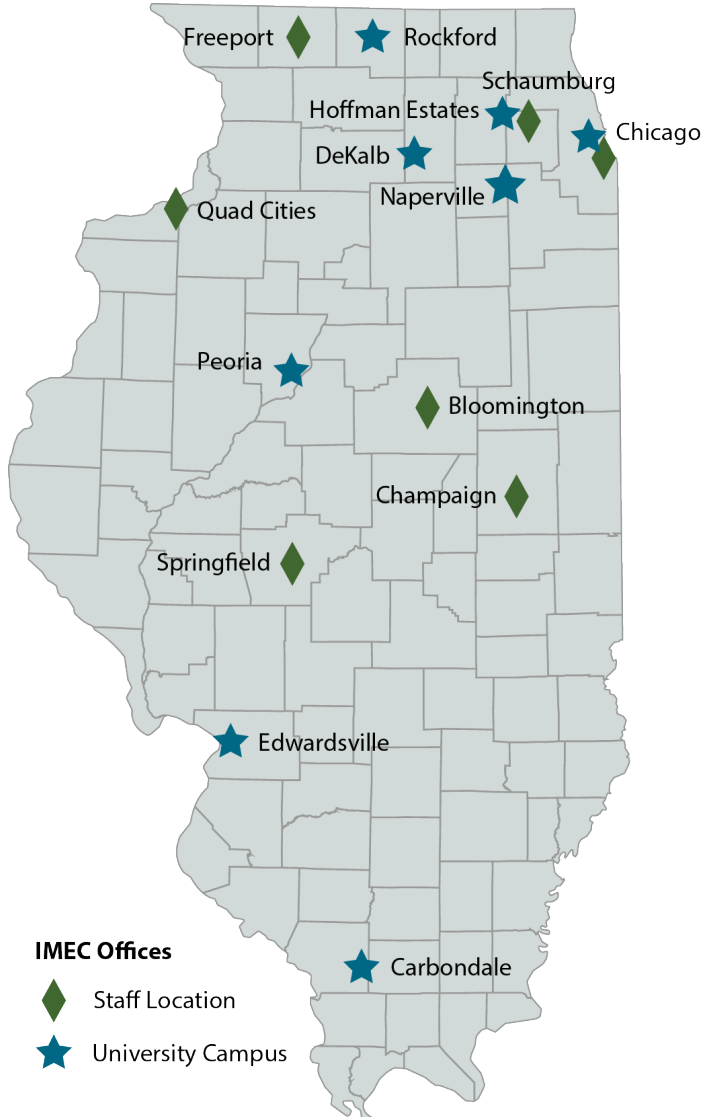 Freeport
Rockford
Schaumburg
Hoffman Estates
Chicago
DeKalb
Naperville
Quad Cities
Peoria
Bloomington
Champaign
Springfield
Edwardsville
Carbondale
IMEC Offices
Staff Location
University Campus